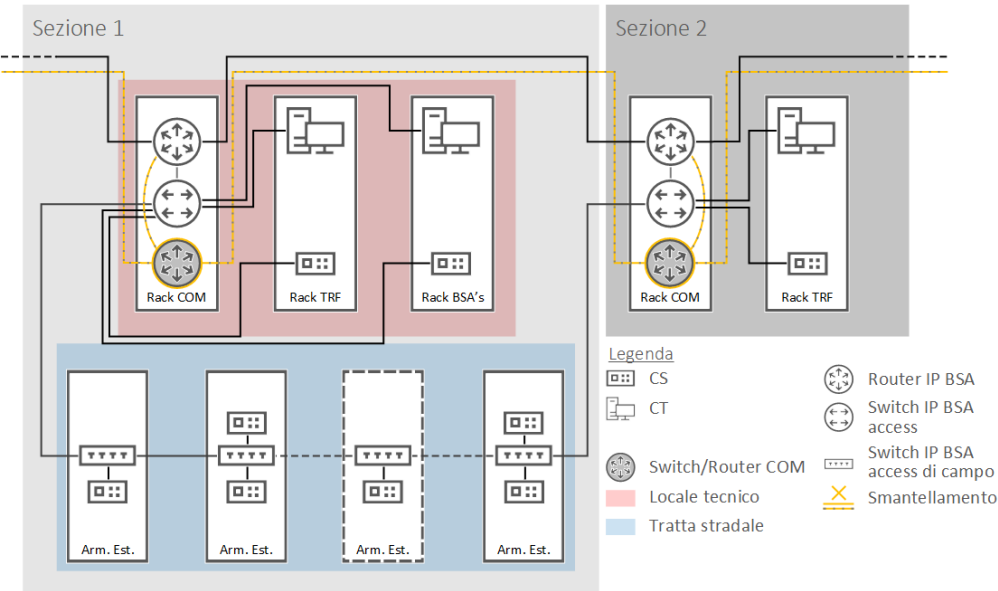 Sezione 1
Sezione 2
Rack COM
Rack TRF
Rack BSA's
Rack COM
Rack TRF
Arm. Est.
Arm. Est.
Arm. Est.
Arm. Est.
Legenda
CS
CT
Switch/Router COM
Locale tecnico
Tratta stradale
Router IP BSA
Switch IP BSA
access
Switch IP BSA
access di campo
Smantellamento